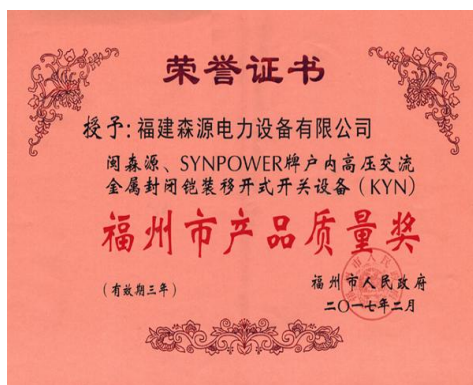 荣誉证书
授予:福建森源电力设备有限公司
闽森源、SYNPOWER牌户内高压交流
金属封闭铠装移开式开关设备（KYN）
福州市产品质量奖
（有效期三年）
福州市人民政府
二〇一七年二月